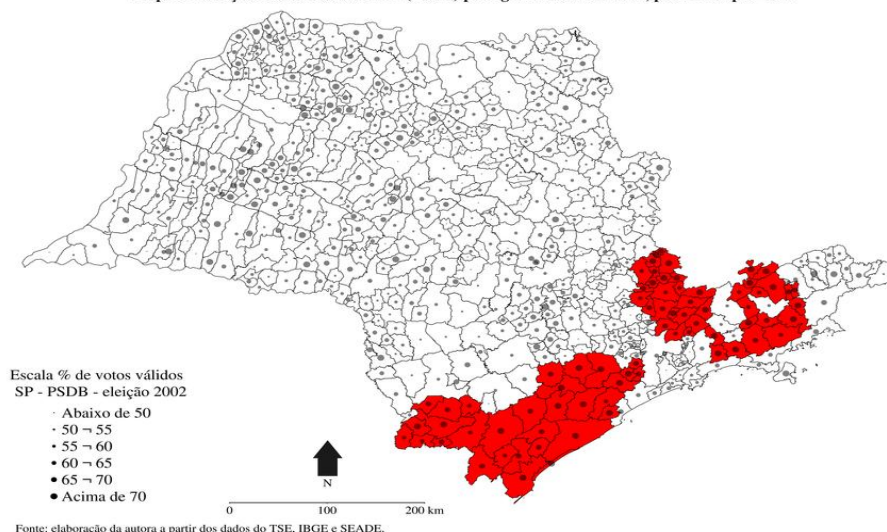 Escala % de votos válidos
SP - PSDB - eleição 2002
Abaixo de 50
50 ¬ 55
55 ¬ 60
60 ¬ 65
65 ¬ 70
Acima de 70
N
0 100 200 km
Fonte: elaboração da autora a partir dos dados do TSE, IBGE e SEADE.